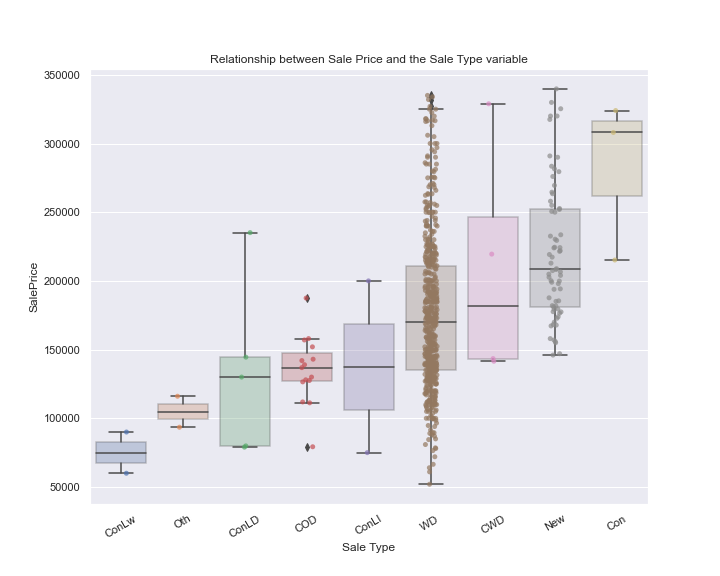 Relationship between Sale Price and the Sale Type variable
350000
300000
250000
200000
150000
100000
50000
SalePrice
ConLw
Oth
ConLD
COD
ConLI
WD
CWD
New
Con
Sale Type